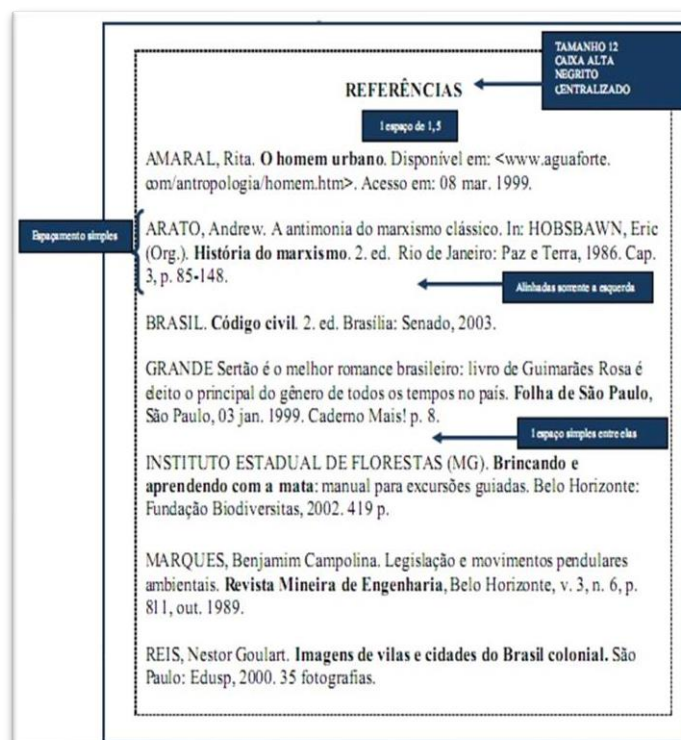 TAMANHO 12
CAIXA ALTA
NEGRITO
CENTRALIZADO
REFERÊNCIAS
1 espaço de 1,5
AMARAL, Rita. O homem urbano. Disponível em: <www.aguaforte.
com/antropologia/homem.htm>. Acesso em: 08 mar. 1999.
Espaçamento simples
ARATO, Andrew. A antimonia do marxismo clássico. In: HOBSBAWN, Eric
(Org.). História do marxismo. 2. ed. Rio de Janeiro: Paz e Terra, 1986. Cap.
3, p. 85-148.
Alinhadas somente a esquerda
BRASIL. Código civil. 2. ed. Brasília: Senado, 2003.
GRANDE Sertão é o melhor romance brasileiro: livro de Guimarães Rosa é
eleito o principal do gênero de todos os tempos no país. Folha de São Paulo,
São Paulo, 03 jan. 1999. Caderno Mais! p. 8.
1 espaço simples entre elas
INSTITUTO ESTADUAL DE FLORESTAS (MG). Brincando e
aprendendo com a mata: manual para excursões guiadas. Belo Horizonte:
Fundação Biodiversitas, 2002. 419 p.
MARQUES, Benjamim Campolina. Legislação e movimentos pendulares
ambientais. Revista Mineira de Engenharia, Belo Horizonte, v. 3, n. 6, p.
811, out. 1989.
REIS, Nestor Goulart. Imagens de vilas e cidades do Brasil colonial. São
Paulo: Edusp, 2000. 35 fotografias.